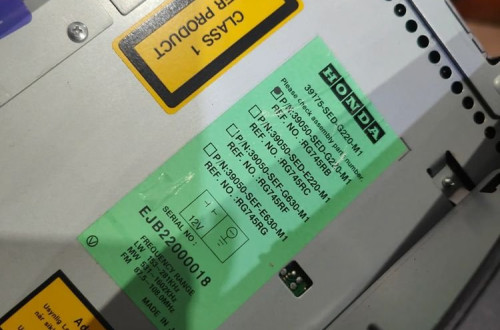 CLASS 1
ER PRODUCT
HONDA
39175-SED-G220-M1
Please check assembly part number.
P/N:39050-SED-G210-M1
REF. NO.:RG745RB
P/N:39050-SED-E220-M1
REF. NO.:RG745RC
P/N:39050-SEF-G630-M1
REF. NO.:RG745RF
P/N:39050-SEF-E630-M1
REF. NO.:RG745RG
12V
SERIAL NO.:
EJB22000018
FREQUENCY RANGE
MADE IN